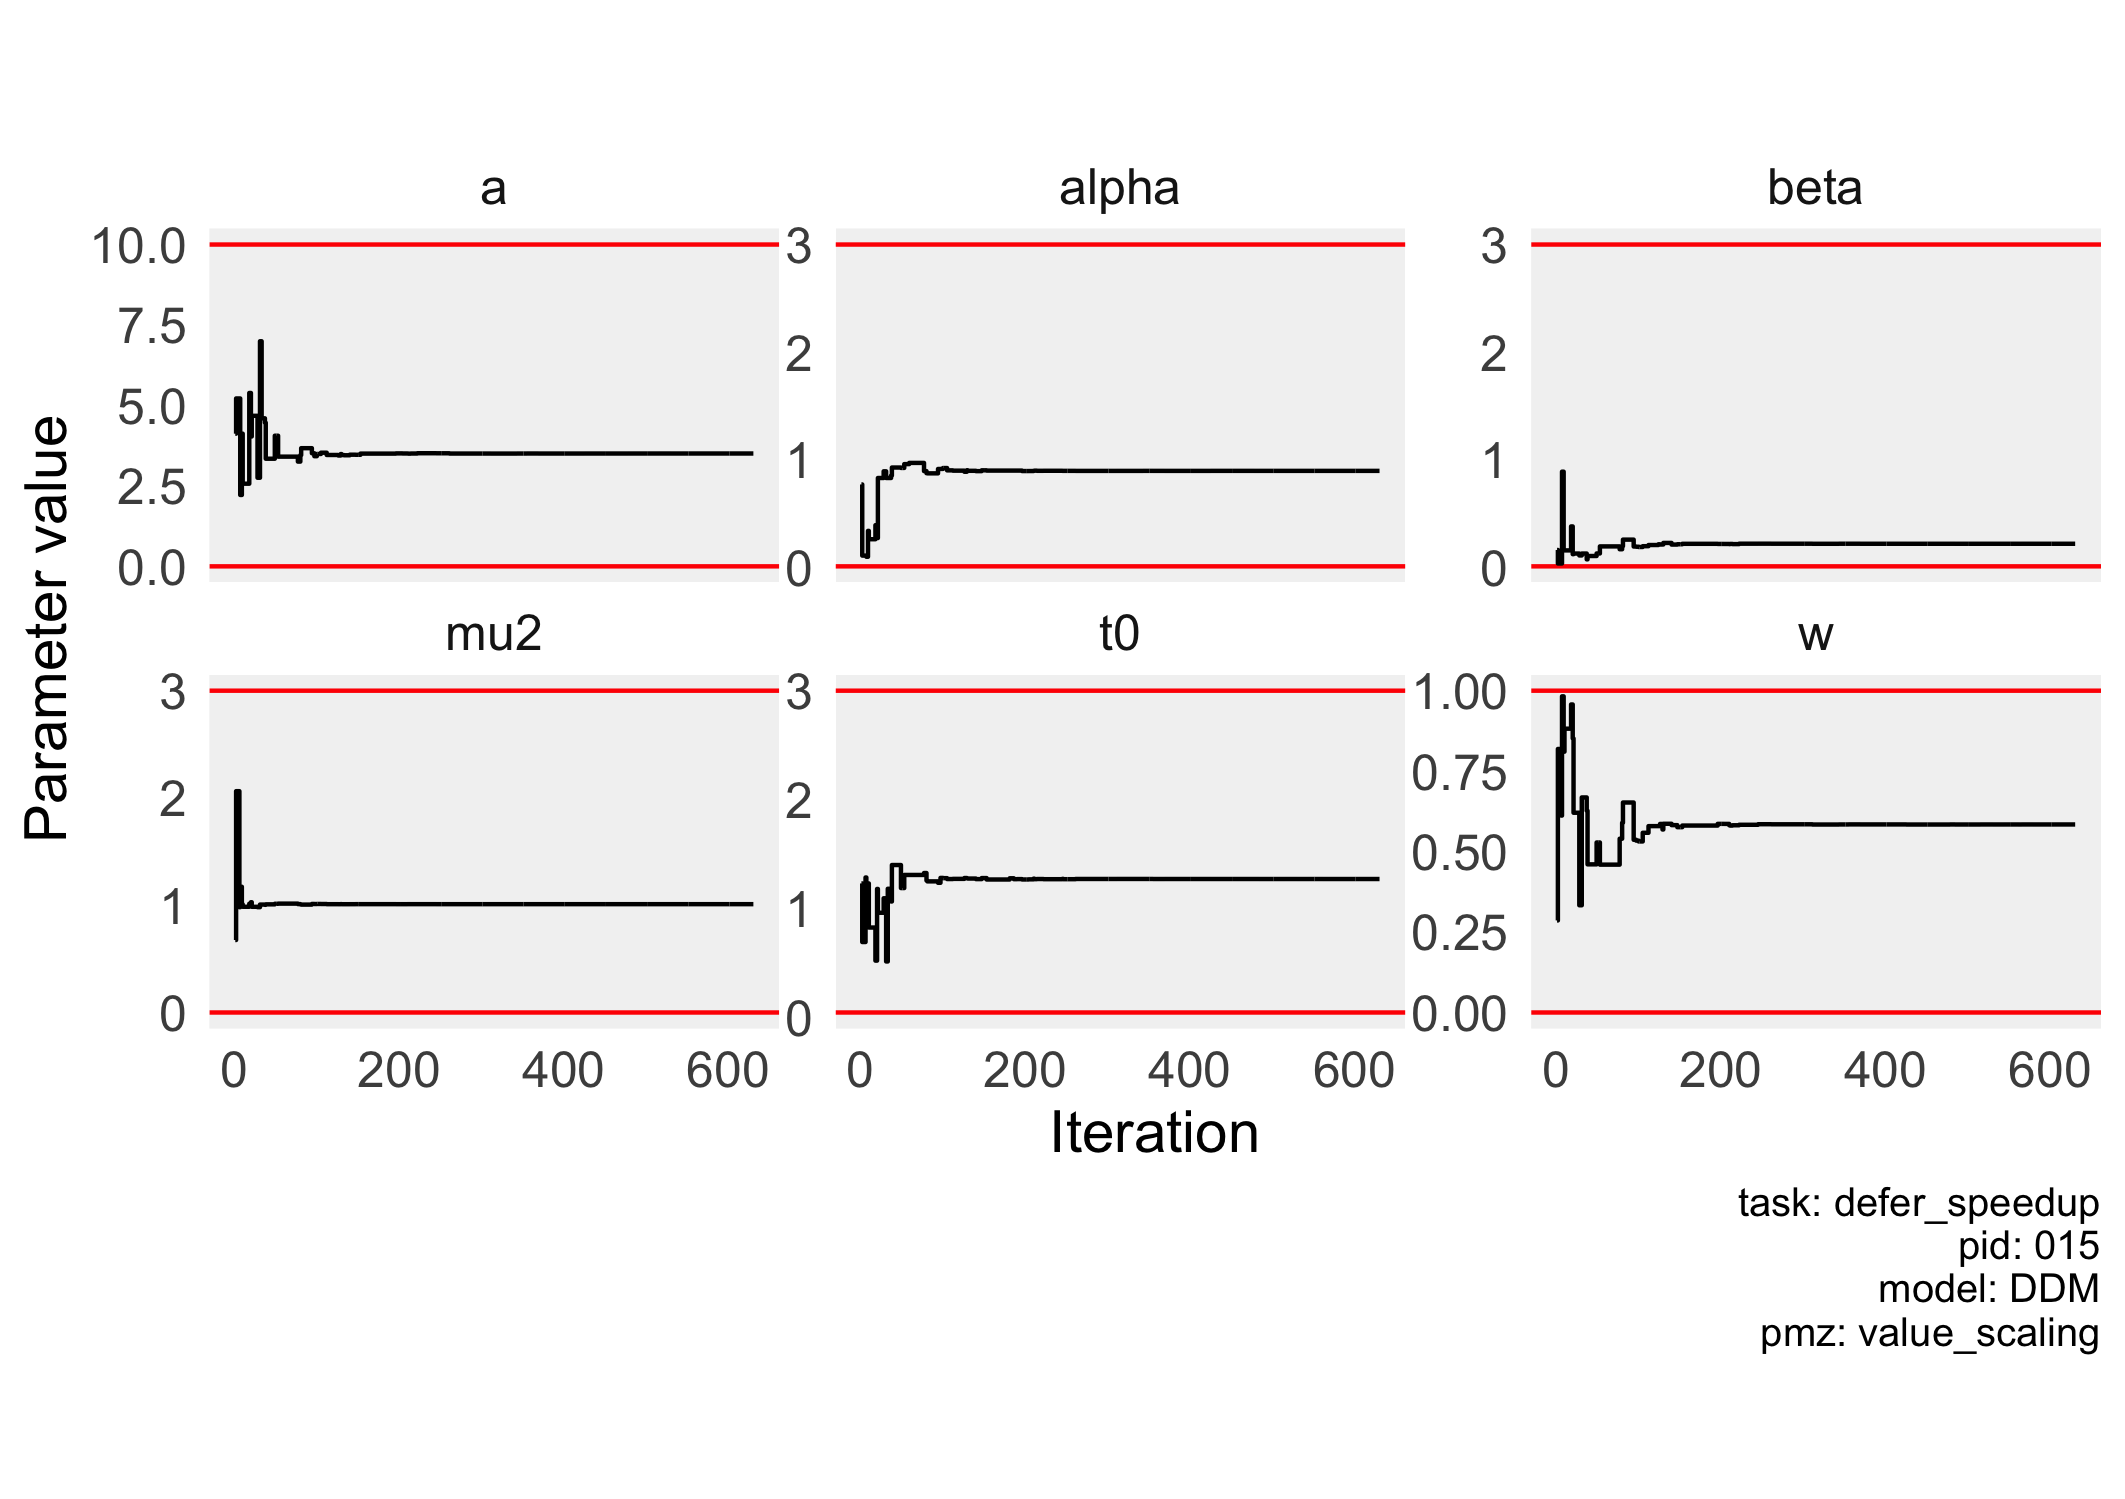 a
alpha
beta
10.0
7.5
5.0
2.5
0.0
3
2
1
0
3
2
1
0
mu2
t0
w
3
2
1
0
3
2
1
0
1.00
0.75
0.50
0.25
0.00
0 200 400 600
0 200 400 600
0 200 400 600
Parameter value
Iteration
task: defer_speedup
pid: 015
model: DDM
pmz: value_scaling